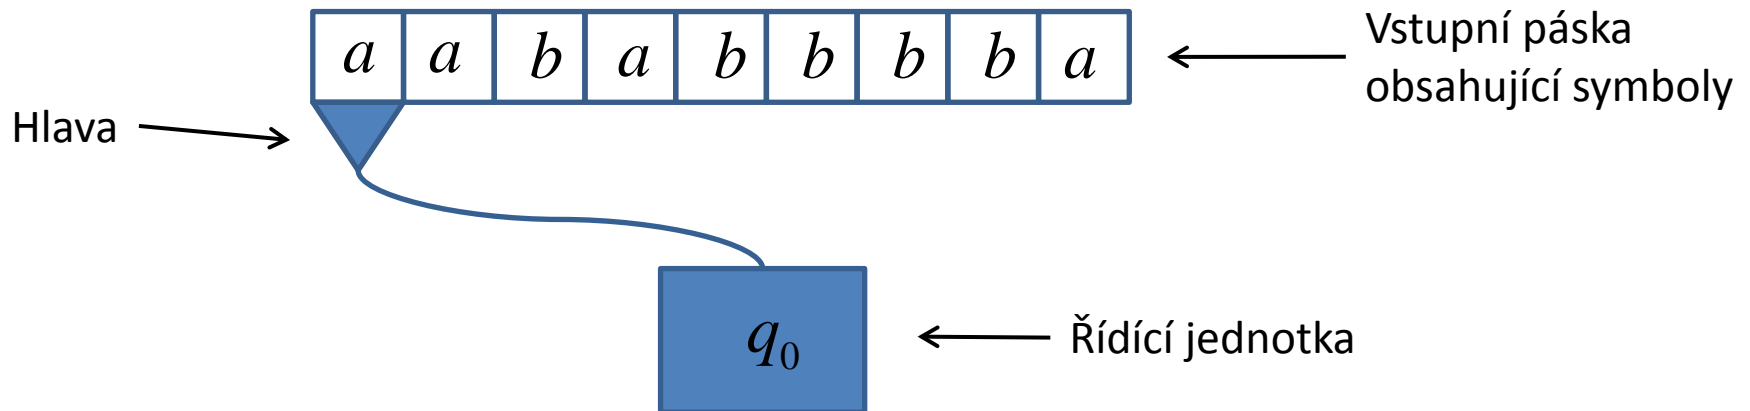 a a b a b b b b a
Vstupní páska
obsahující symboly
Hlava
q₀
Řídící jednotka